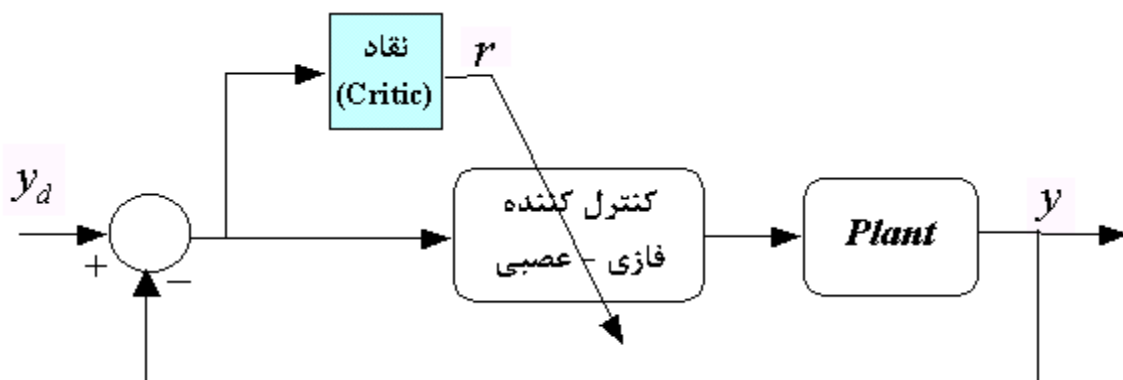 نقاد
(Critic)
r
y_d
+
−
کنترل کننده
فازی - عصبی
Plant
y